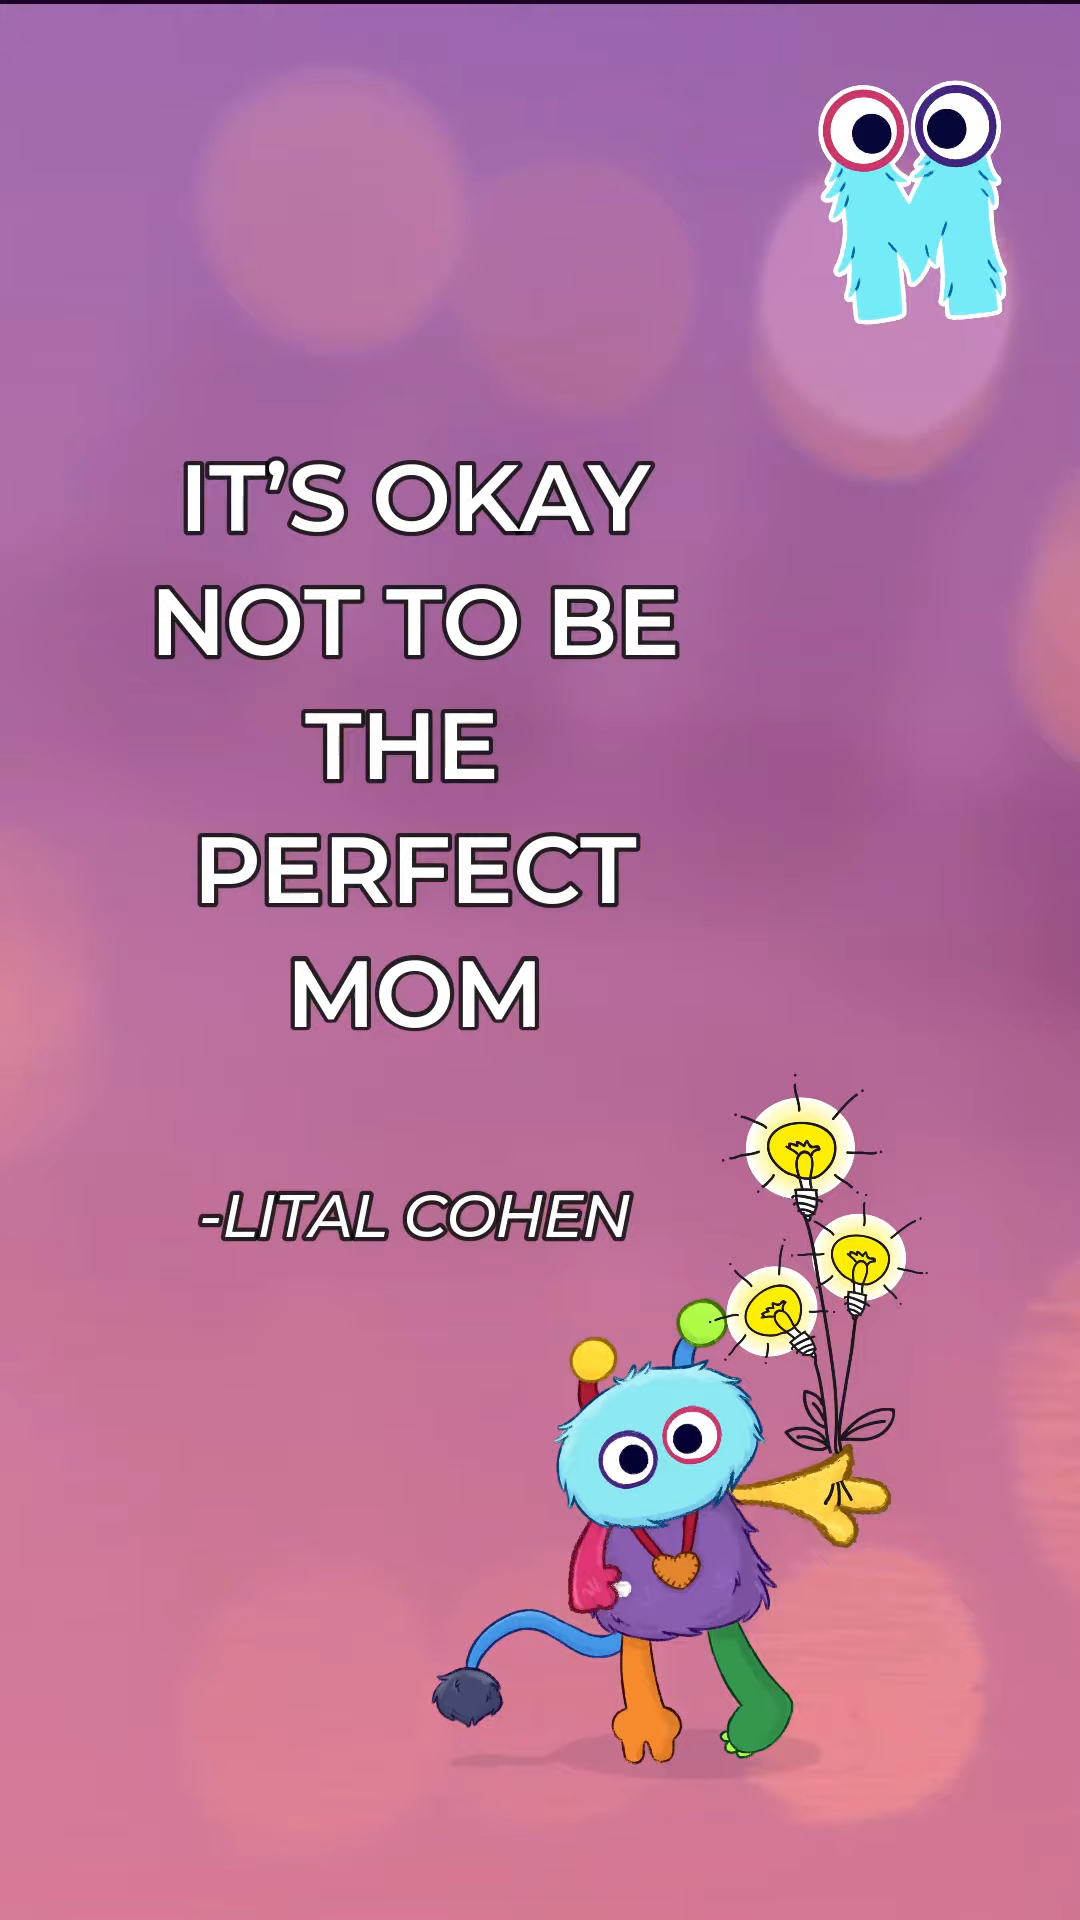 IT’S OKAY
NOT TO BE
THE
PERFECT
MOM
-LITAL COHEN
M